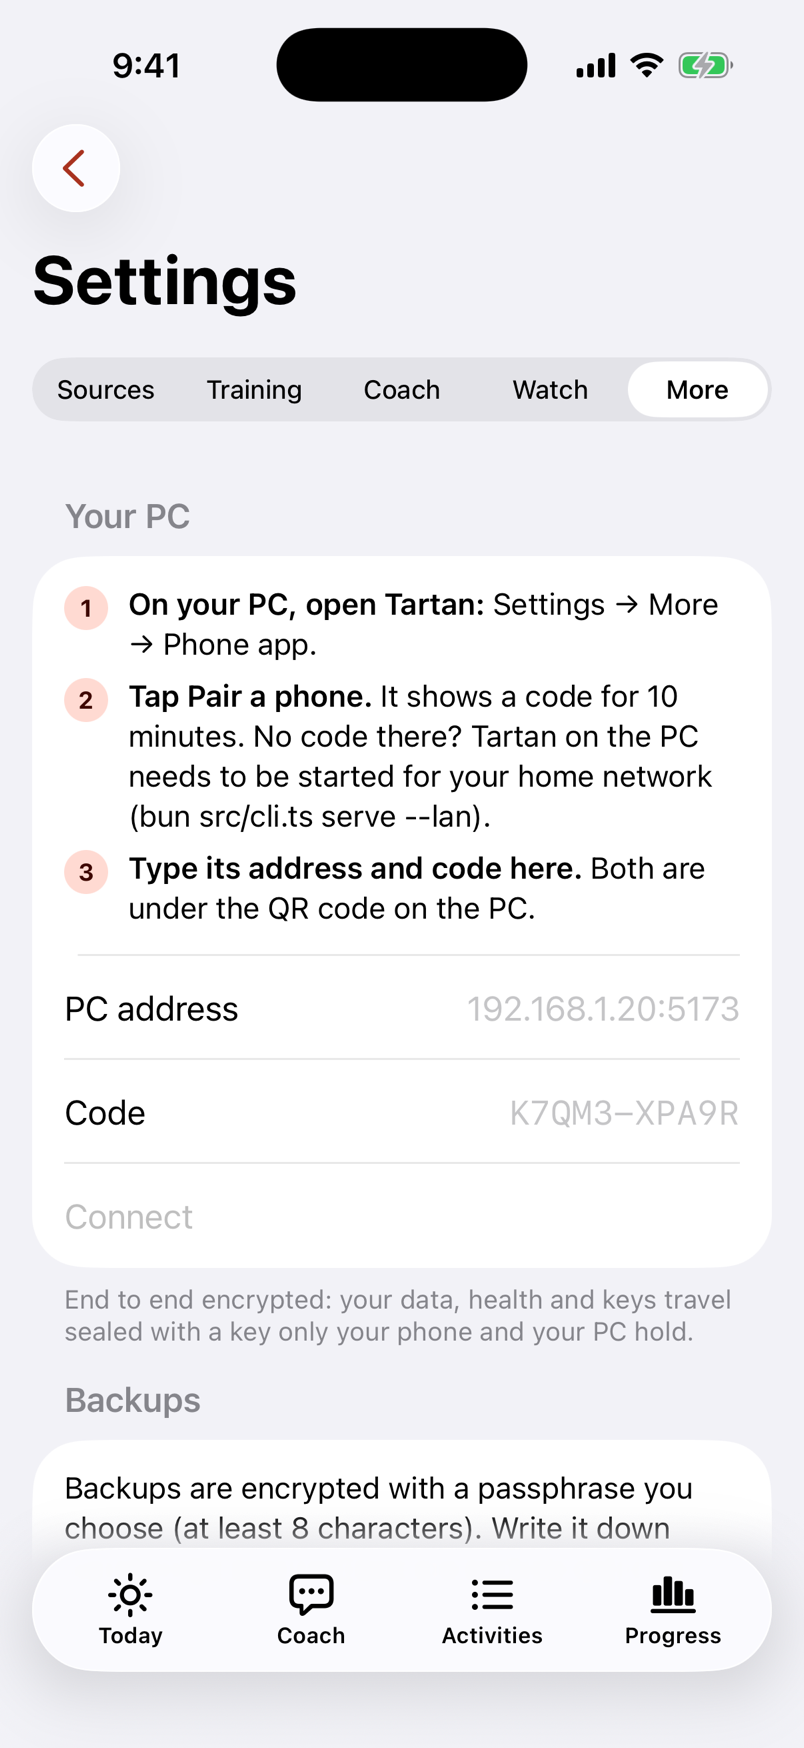 9:41
Settings
Sources Training Coach Watch More
Your PC
1 On your PC, open Tartan: Settings → More
→ Phone app.
2 Tap Pair a phone. It shows a code for 10
minutes. No code there? Tartan on the PC
needs to be started for your home network
(bun src/cli.ts serve --lan).
3 Type its address and code here. Both are
under the QR code on the PC.
PC address 192.168.1.20:5173
Code K7QM3-XPA9R
Connect
End to end encrypted: your data, health and keys travel
sealed with a key only your phone and your PC hold.
Backups
Backups are encrypted with a passphrase you
choose (at least 8 characters). Write it down
Today Coach Activities Progress